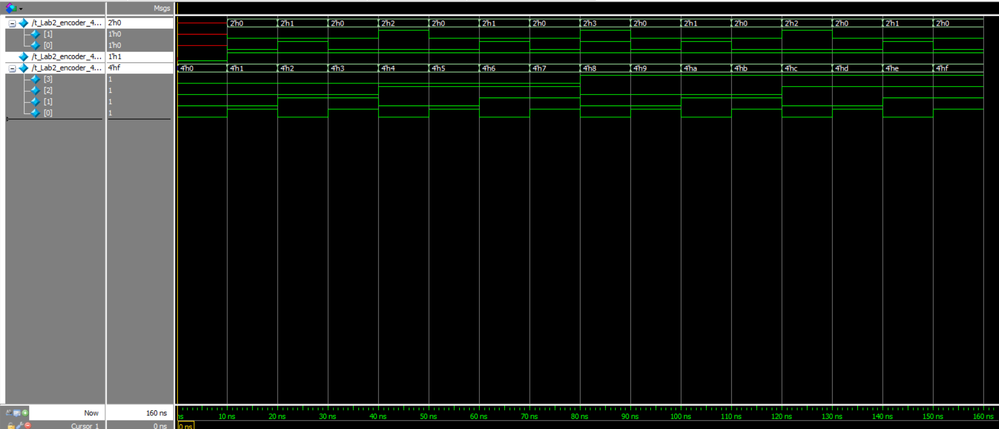 Msgs
/t_Lab2_encoder_4... 2'h0 2'h0 2'h1 2'h0 2'h2 2'h0 2'h1 2'h0 2'h3 2'h0 2'h1 2'h0 2'h2 2'h0 2'h1 2'h0
[1] 1'h0
[0] 1'h0
/t_Lab2_encoder_4... 1'h1
/t_Lab2_encoder_4... 4'hf 4'h0 4'h1 4'h2 4'h3 4'h4 4'h5 4'h6 4'h7 4'h8 4'h9 4'ha 4'hb 4'hc 4'hd 4'he 4'hf
[3] 1
[2] 1
[1] 1
[0] 1
Now 160 ns ns 10 ns 20 ns 30 ns 40 ns 50 ns 60 ns 70 ns 80 ns 90 ns 100 ns 110 ns 120 ns 130 ns 140 ns 150 ns 160 ns
Cursor 1 0 ns 0 ns